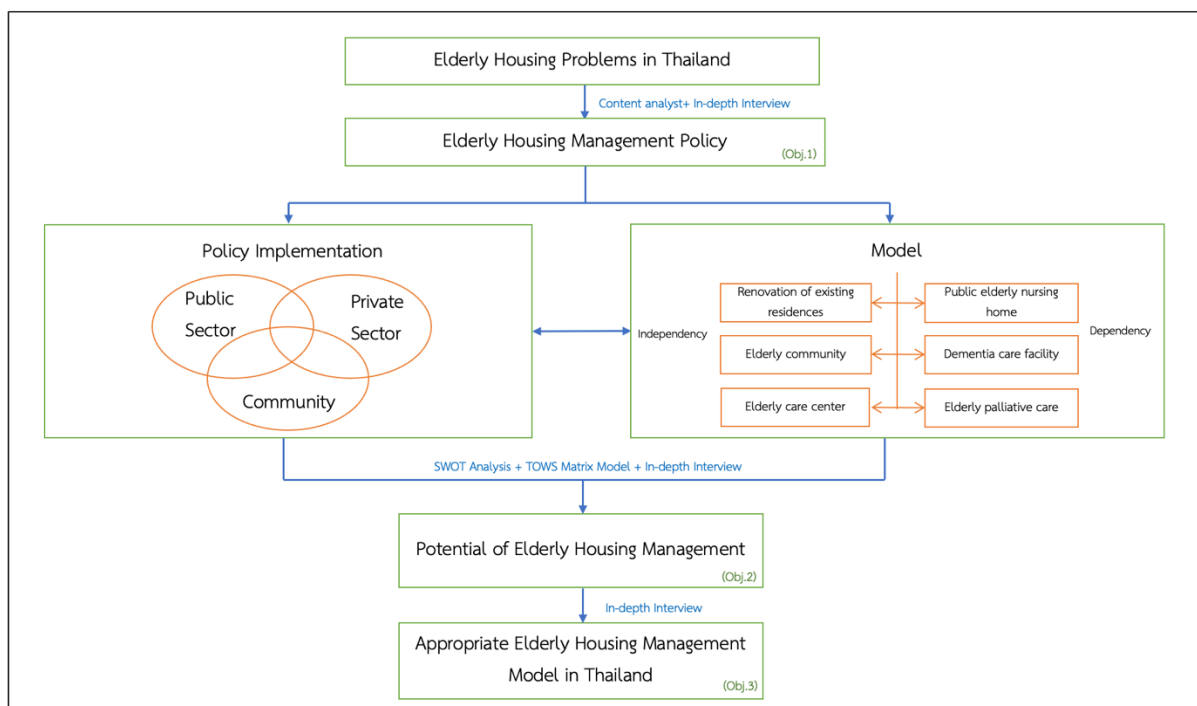 Elderly Housing Problems in Thailand
Content analyst+ In-depth Interview
Elderly Housing Management Policy
(Obj.1)
Policy Implementation
Public
Sector
Private
Sector
Community
Model
Independency
Renovation of existing
residences
Public elderly nursing
home
Dependency
Elderly community
Dementia care facility
Elderly care center
Elderly palliative care
SWOT Analysis + TOWS Matrix Model + In-depth Interview
Potential of Elderly Housing Management
(Obj.2)
In-depth Interview
Appropriate Elderly Housing Management
Model in Thailand
(Obj.3)